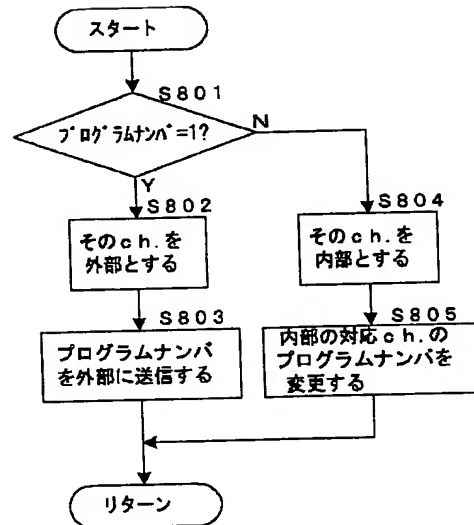 スタート
S801
プログラムナンバ=1?
N
Y
S802
そのch.を
外部とする
S804
そのch.を
内部とする
S803
プログラムナンバ
を外部に送信する
S805
内部の対応ch.の
プログラムナンバを
変更する
リターン